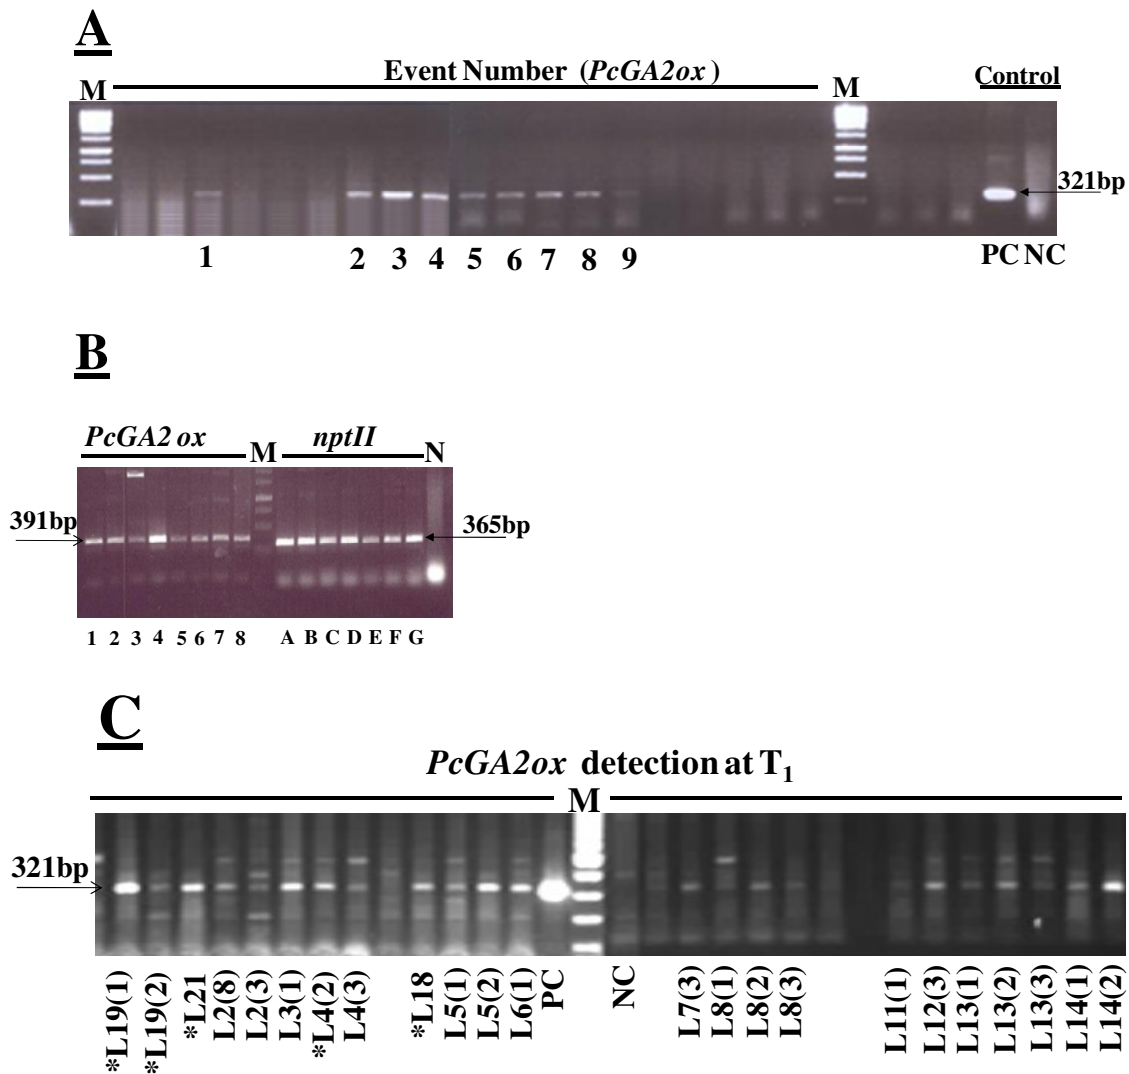 A
Event Number (PcGA2ox )
M
M
Control
321bp
1 2 3 4 5 6 7 8 9
PC NC
B
PcGA2 ox M nptII N
391bp
365bp
1 2 3 4 5 6 7 8 A B C D E F G
C
PcGA2ox detection at T1
M
321bp
*L19(1) *L19(2) *L21 L2(8) L2(3) L3(1) *L4(2) L4(3) *L18 L5(1) L5(2) L6(1) PC NC L7(3) L8(1) L8(2) L8(3) L11(1) L12(3) L13(1) L13(2) L13(3) L14(1) L14(2)